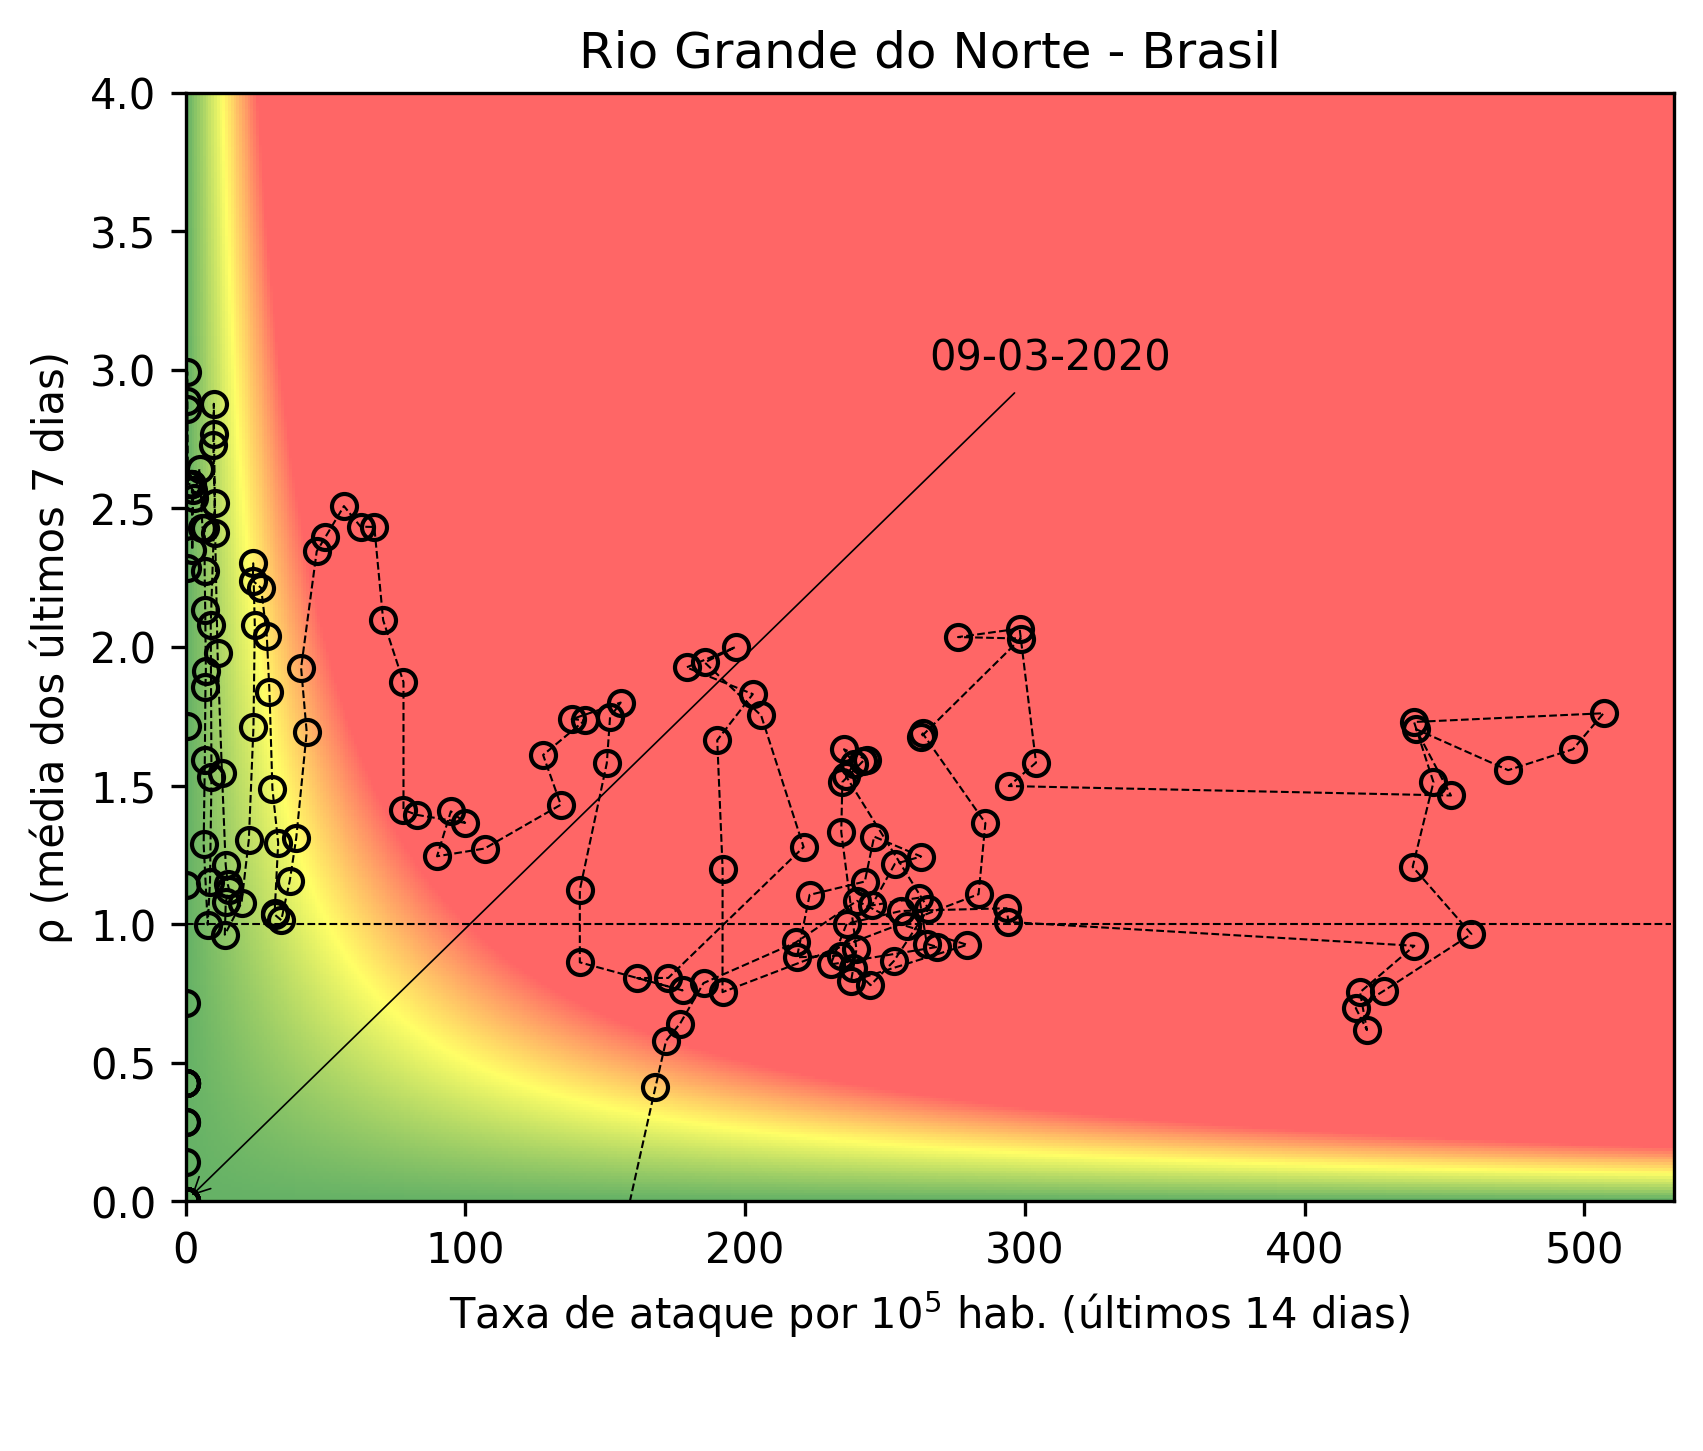 Rio Grande do Norte - Brasil
4.0
3.5
3.0
2.5
2.0
1.5
1.0
0.5
0.0
ρ (média dos últimos 7 dias)
09-03-2020
0 100 200 300 400 500
Taxa de ataque por 10⁵ hab. (últimos 14 dias)